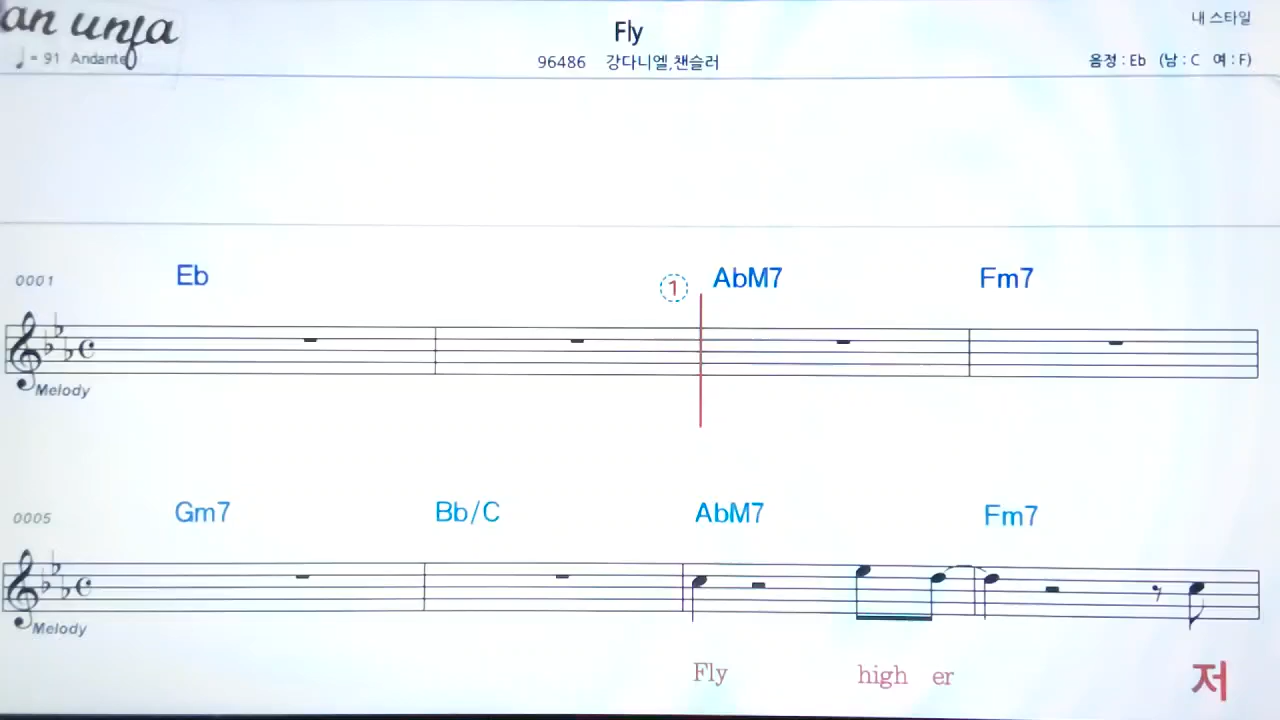 an unfa
내 스타일
Fly
♩= 91 Andante
96486 강다니엘,챈슬러
음정 : Eb (남 : C 여 : F)
0001 Eb ① AbM7 Fm7
Melody
0005 Gm7 Bb/C AbM7 Fm7
Melody
Fly high er 저